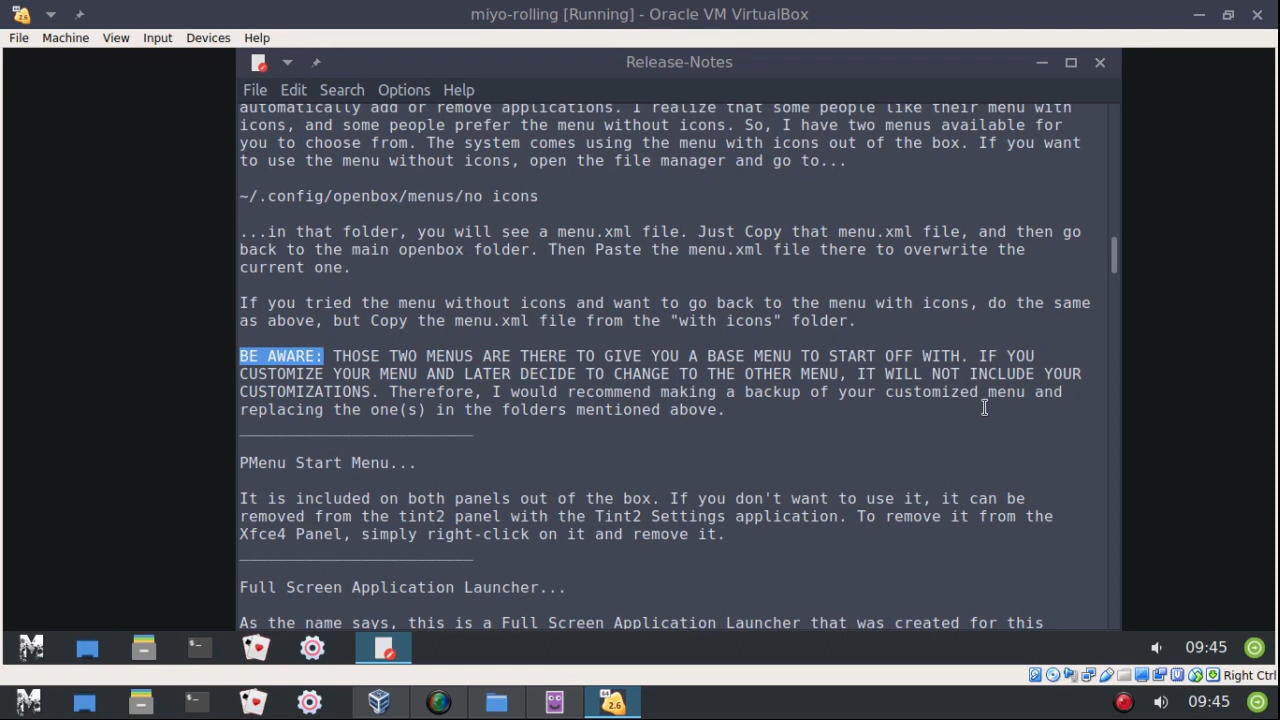 miyo-rolling [Running] - Oracle VM VirtualBox
File Machine View Input Devices Help
Release-Notes
File Edit Search Options Help
automatically add or remove applications. I realize that some people like their menu with
icons, and some people prefer the menu without icons. So, I have two menus available for
you to choose from. The system comes using the menu with icons out of the box. If you want
to use the menu without icons, open the file manager and go to...
~/.config/openbox/menus/no icons
...in that folder, you will see a menu.xml file. Just Copy that menu.xml file, and then go
back to the main openbox folder. Then Paste the menu.xml file there to overwrite the
current one.
If you tried the menu without icons and want to go back to the menu with icons, do the same
as above, but Copy the menu.xml file from the "with icons" folder.
BE AWARE: THOSE TWO MENUS ARE THERE TO GIVE YOU A BASE MENU TO START OFF WITH. IF YOU
CUSTOMIZE YOUR MENU AND LATER DECIDE TO CHANGE TO THE OTHER MENU, IT WILL NOT INCLUDE YOUR
CUSTOMIZATIONS. Therefore, I would recommend making a backup of your customized menu and
replacing the one(s) in the folders mentioned above.
_________________________
PMenu Start Menu...
It is included on both panels out of the box. If you don't want to use it, it can be
removed from the tint2 panel with the Tint2 Settings application. To remove it from the
Xfce4 Panel, simply right-click on it and remove it.
_________________________
Full Screen Application Launcher...
As the name says, this is a Full Screen Application Launcher that was created for this
09:45
Right Ctrl
2.6
09:45